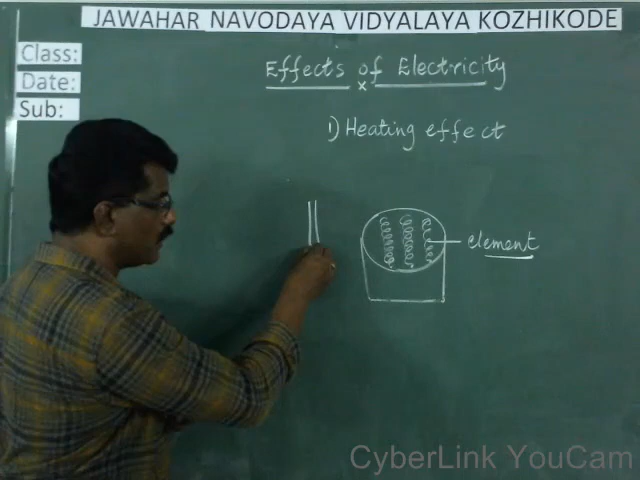 JAWAHAR NAVODAYA VIDYALAYA KOZHIKODE
Class:
Date:
Sub:
Effects of Electricity
x
1) Heating effect
element
CyberLink YouCam